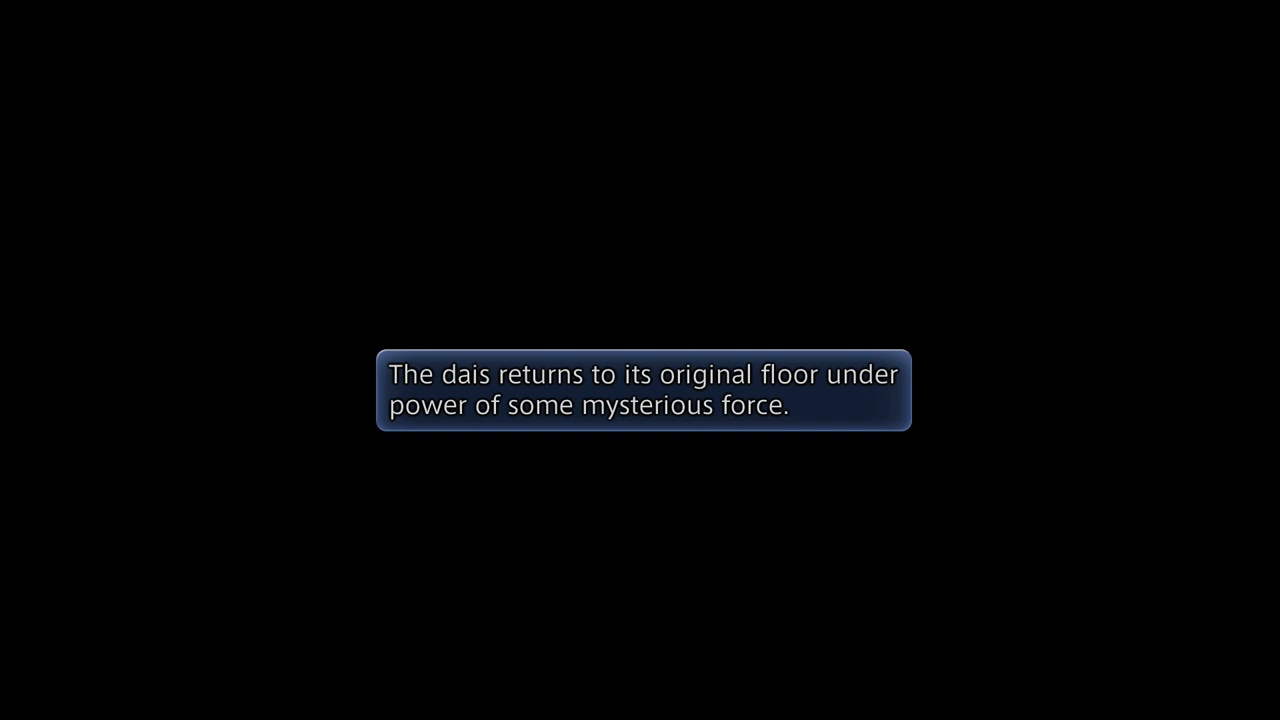 The dais returns to its original floor under
power of some mysterious force.